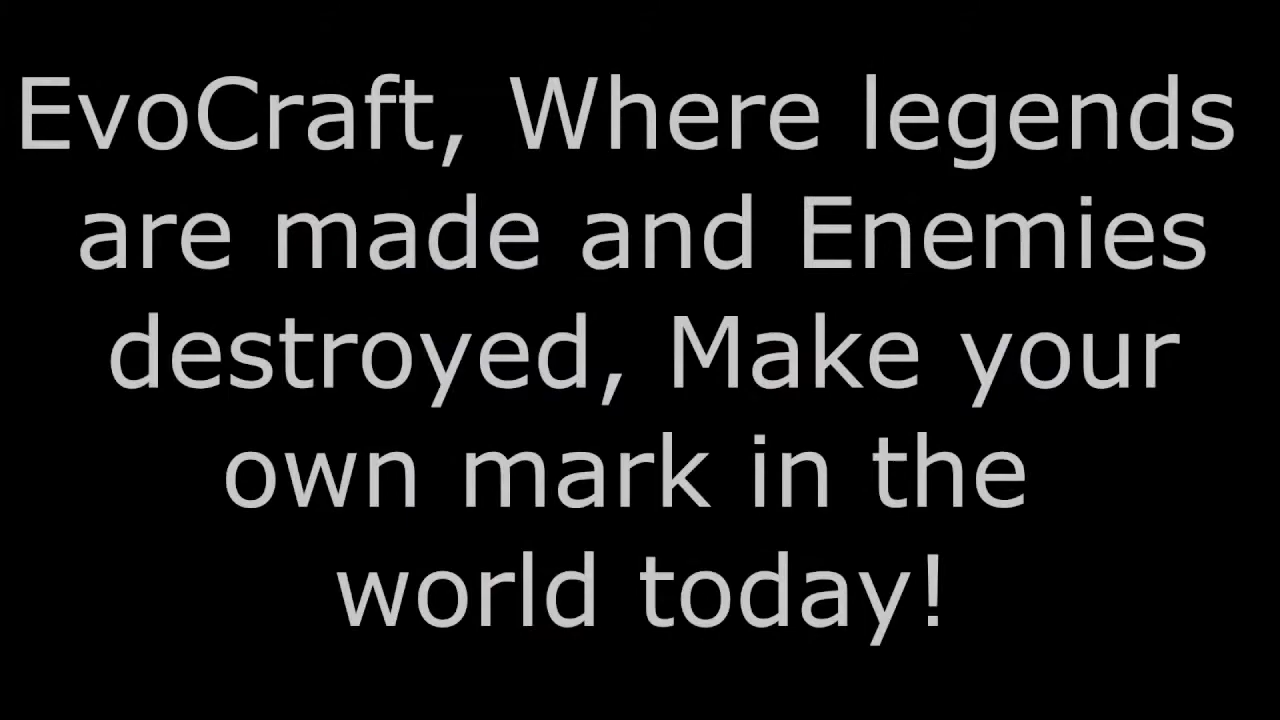 EvoCraft, Where legends
are made and Enemies
destroyed, Make your
own mark in the
world today!